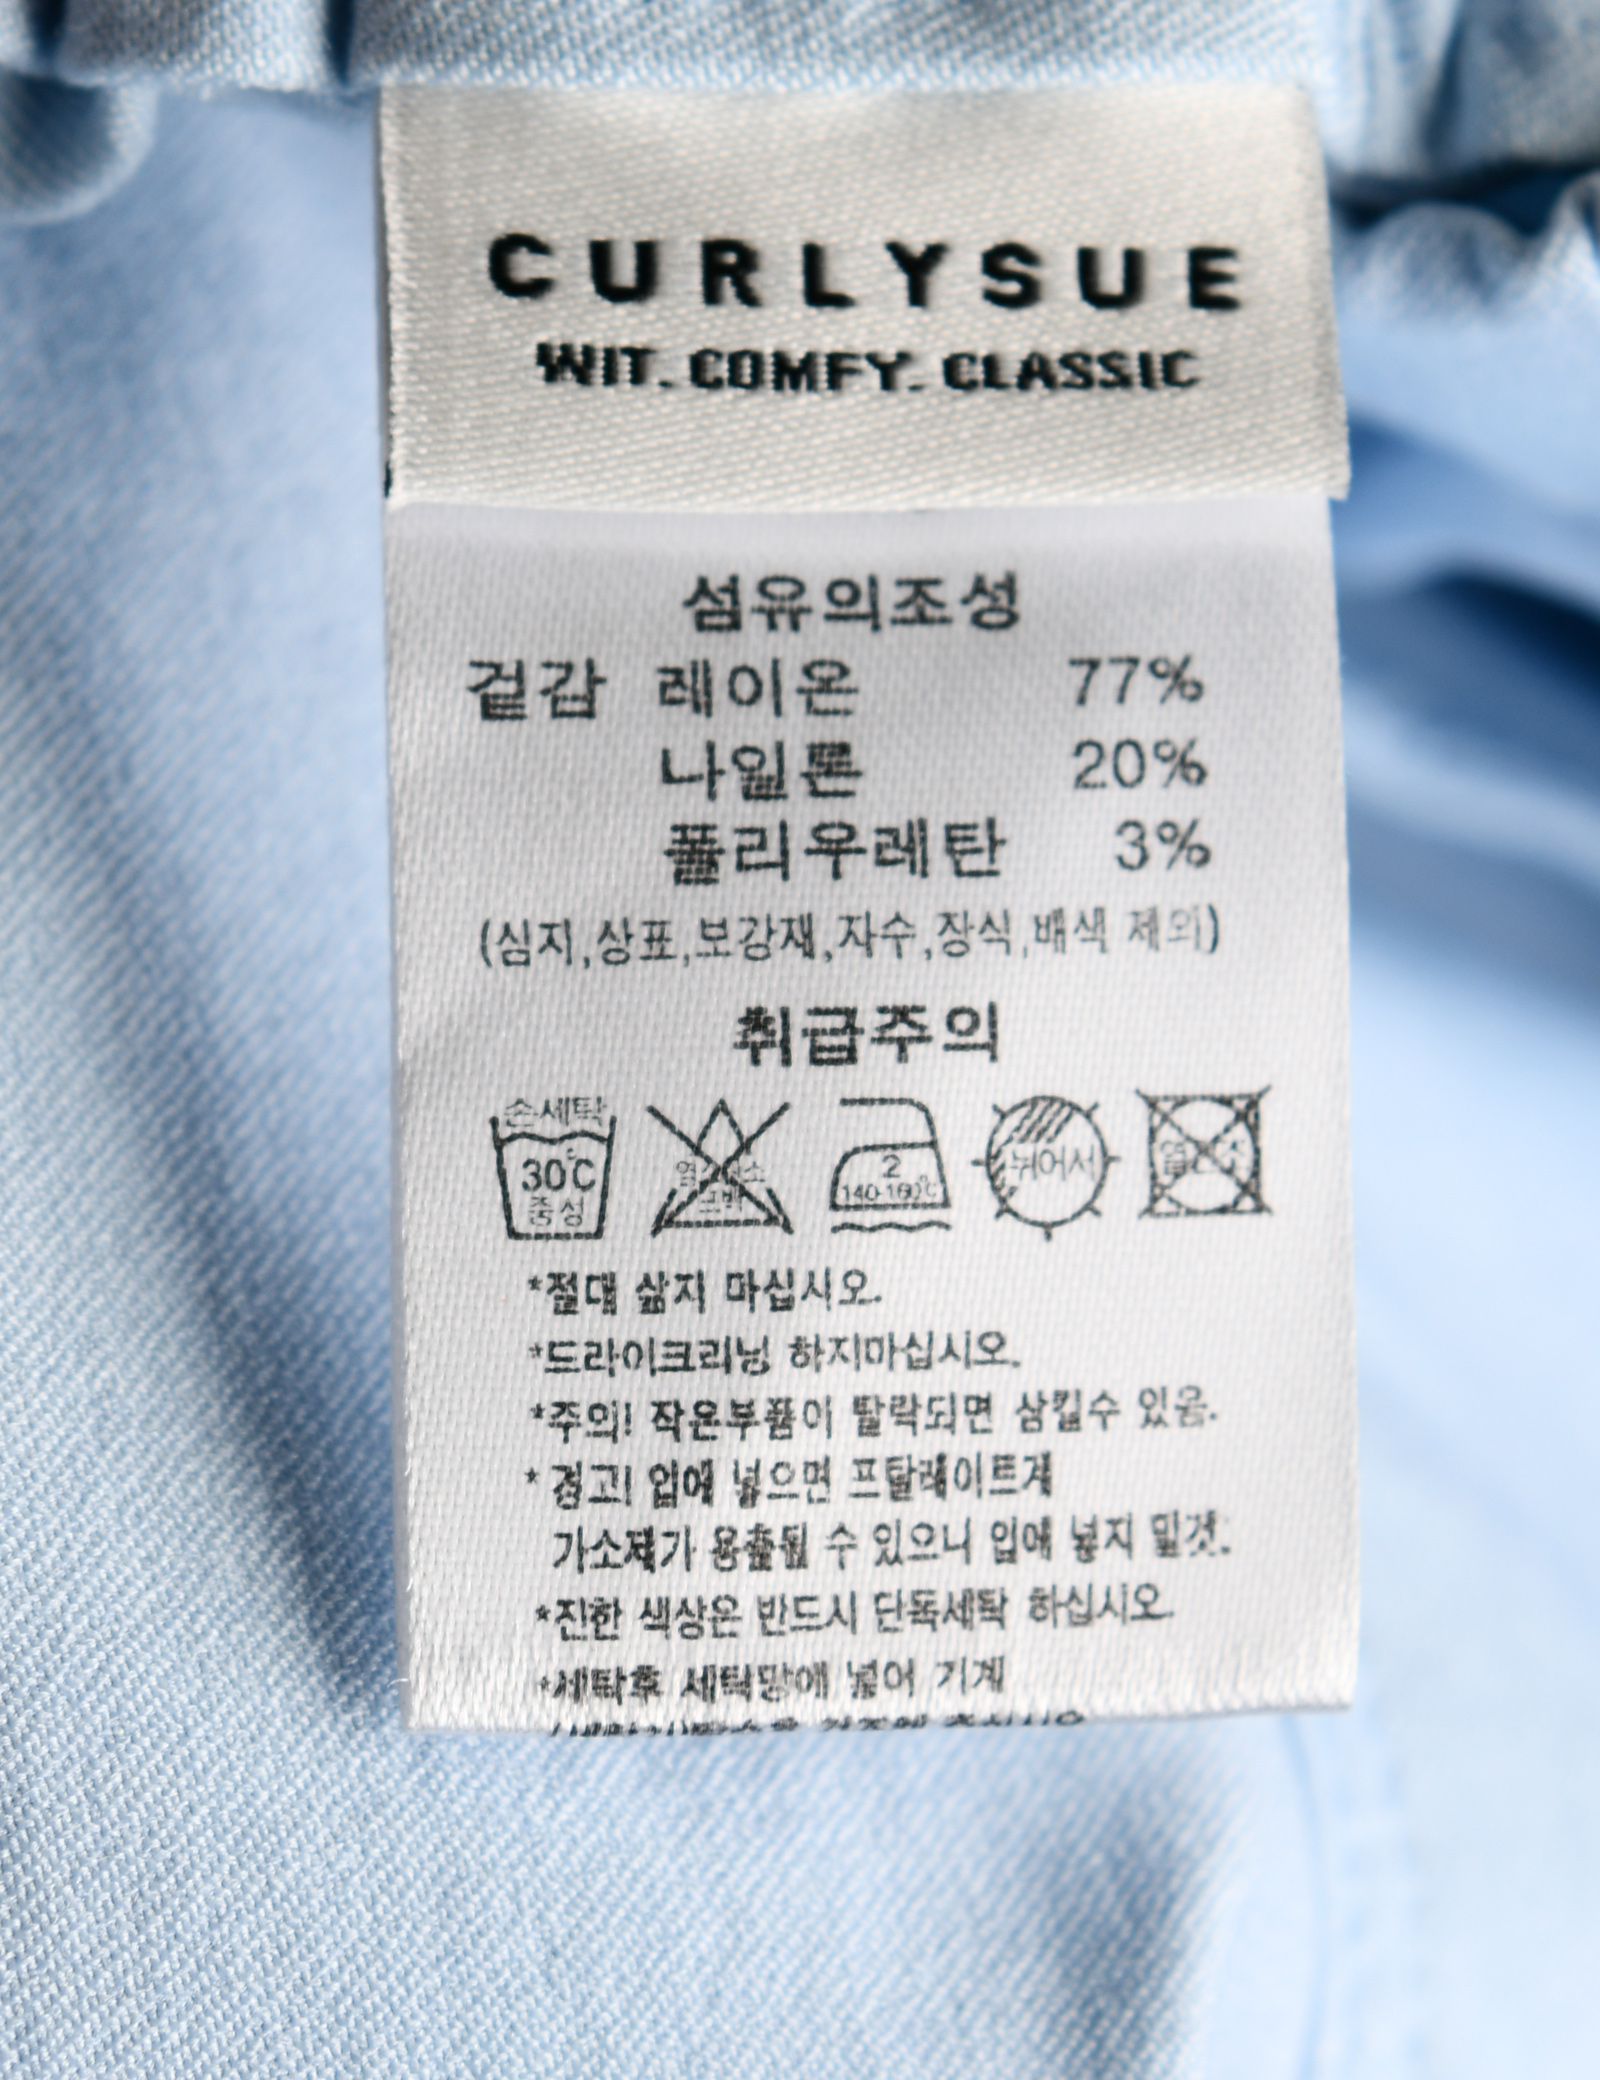 CURLYSUE
WIT. COMFY. CLASSIC
섬유의조성
겉감 레이온 77%
나일론 20%
폴리우레탄 3%
(심지,상표,보강재,자수,장식,배색 제외)
취급주의
손세탁
30℃
중성
2
140-160℃
뉘어서
*절대 삶지 마십시오.
*드라이크리닝 하지마십시오.
*주의! 작은부품이 탈락되면 삼킬수 있음.
* 경고! 입에 넣으면 프탈레이트계
가소제가 용출될 수 있으니 입에 넣지 말것.
*진한 색상은 반드시 단독세탁 하십시오.
*세탁후 세탁망에 넣어 기계